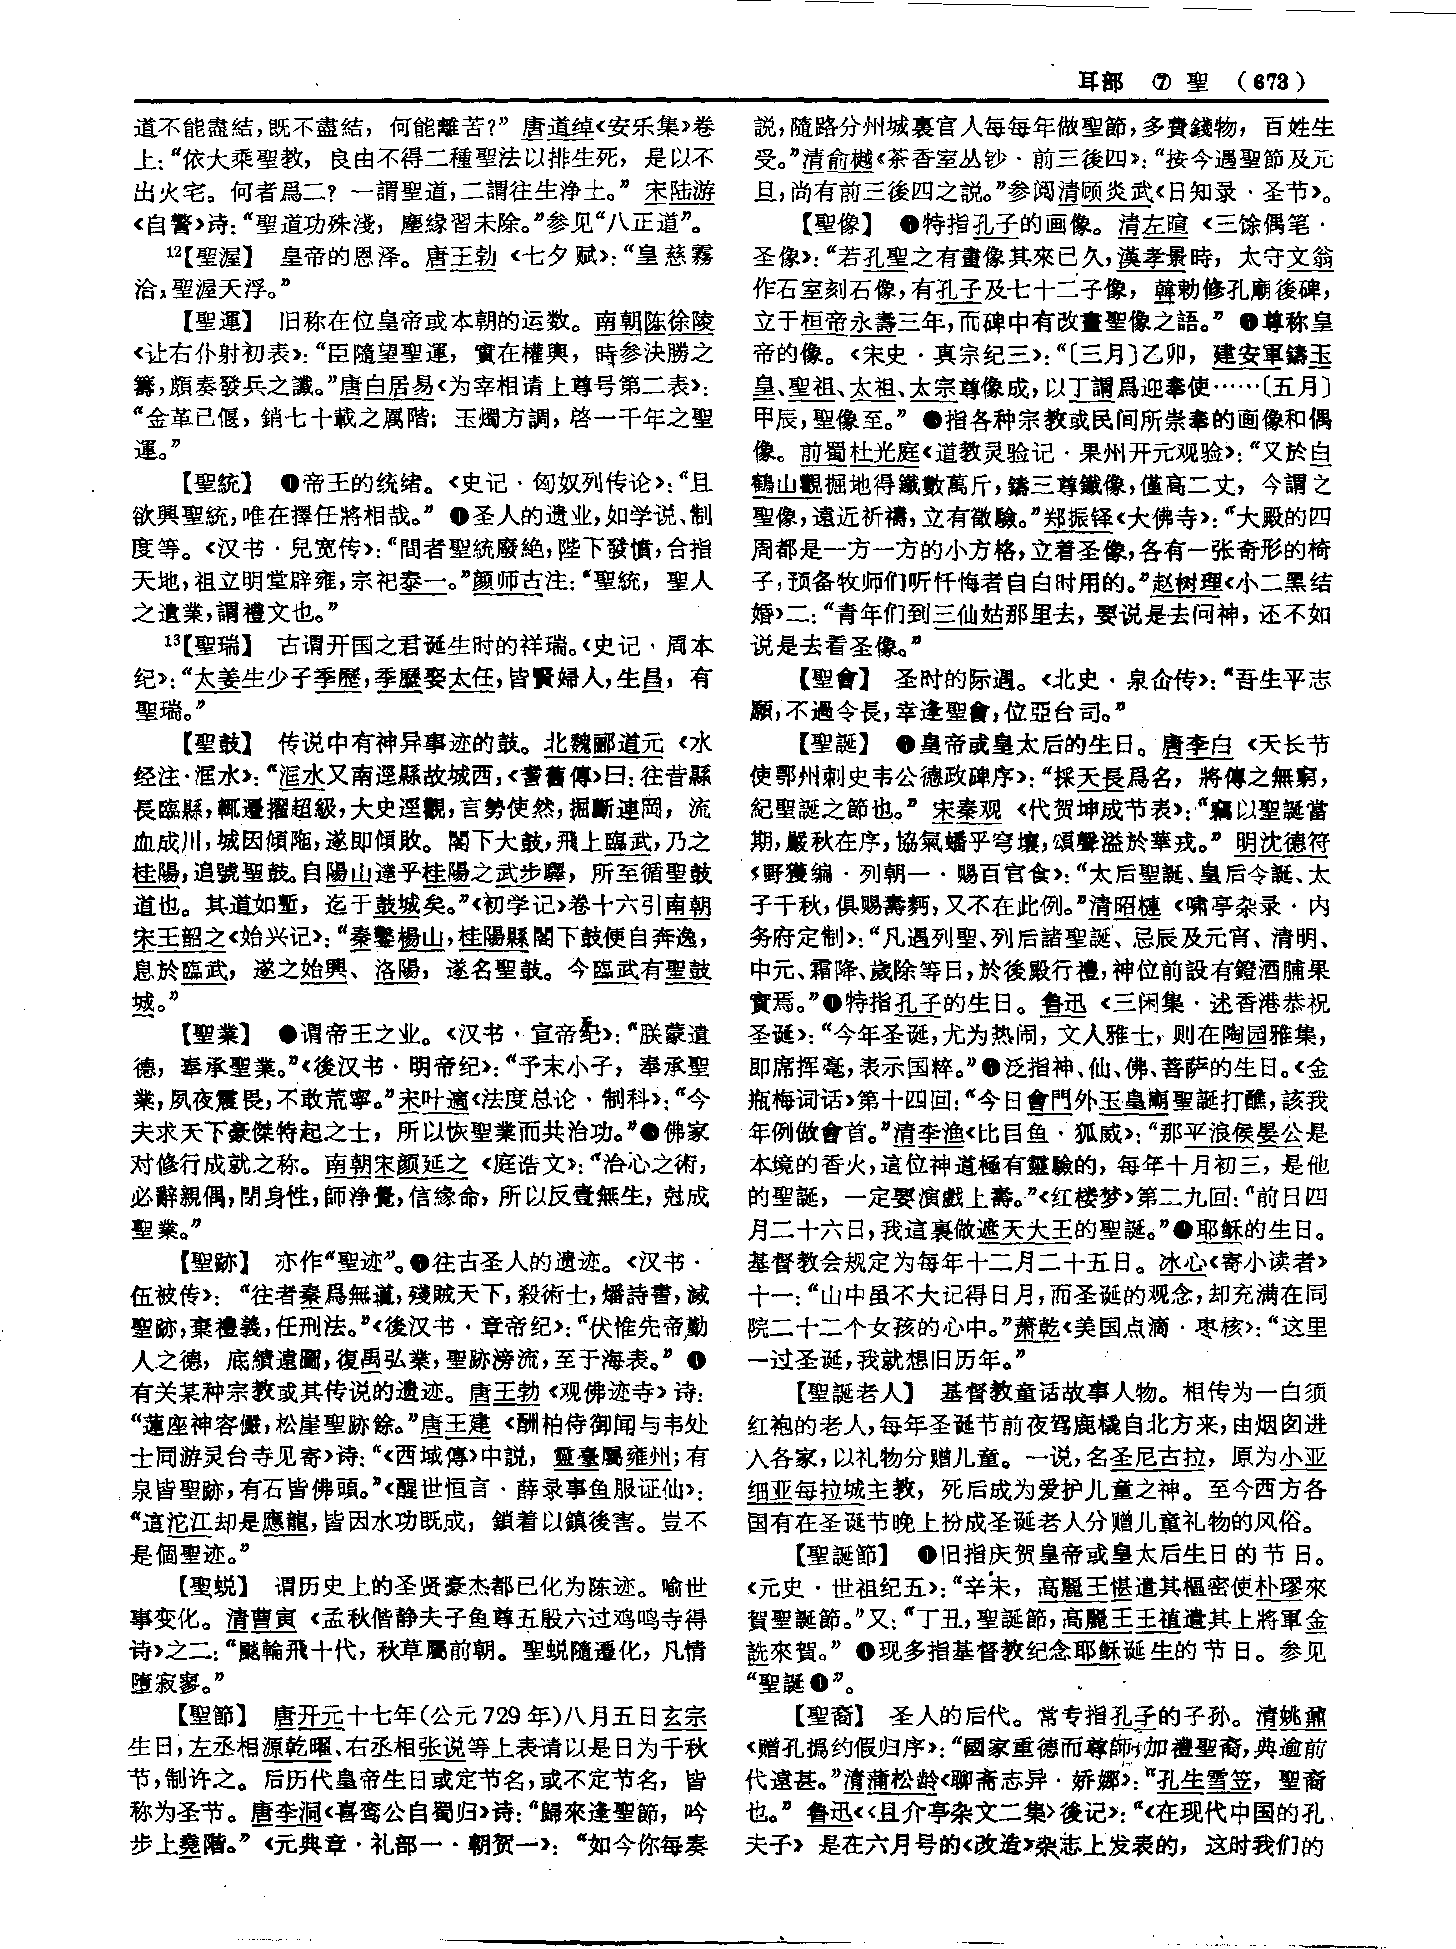 耳部 ⑦ 聖 （673）
道不能盡結，既不盡結，何能離苦？”唐道绰《安乐集》卷
上：“依大乘聖教，良由不得二種聖法以排生死，是以不
出火宅。何者爲二？一謂聖道，二謂往生浄土。”宋陆游
《自警》诗：“聖道功殊淺，塵緣習未除。”参见“八正道”。
12【聖渥】 皇帝的恩泽。唐王勃《七夕赋》：“皇慈霧
洽，聖渥天浮。”
【聖運】 旧称在位皇帝或本朝的运数。南朝陈徐陵
《让右仆射初表》：“臣隨望聖運，實在權輿，時參決勝之
籌，頗奏發兵之讖。”唐白居易《为宰相请上尊号第二表》：
“金革已偃，銷七十載之厲階；玉燭方調，啓一千年之聖
運。”
【聖統】 ❶帝王的统绪。《史记·匈奴列传论》：“且
欲興聖統，唯在擇任將相哉。”❷圣人的遗业，如学说、制
度等。《汉书·兒宽传》：“間者聖統廢絶，陛下發憤，合指
天地，祖立明堂辟雍，宗祀泰一。”颜师古注：“聖統，聖人
之遺業，謂禮文也。”
13【聖瑞】 古谓开国之君诞生时的祥瑞。《史记·周本
纪》：“太姜生少子季歷，季歷娶太任，皆賢婦人，生昌，有
聖瑞。”
【聖鼓】 传说中有神异事迹的鼓。北魏郦道元《水
经注·洭水》：“洭水又南逕縣故城西，《耆舊傳》曰：往昔縣
長臨縣，輒遷擢超級，大史逕觀，言勢使然，掘斷連岡，流
血成川，城因傾阤，遂即傾敗。閣下大鼓，飛上臨武，乃之
桂陽，追號聖鼓。自陽山達乎桂陽之武步驛，所至循聖鼓
道也。其道如塹，迄于鼓城矣。”《初学记》卷十六引南朝
宋王韶之《始兴记》：“秦鑿楊山，桂陽縣閣下鼓便自奔逸，
息於臨武，遂之始興、洛陽，遂名聖鼓。今臨武有聖鼓
城。”
【聖業】 ❶谓帝王之业。《汉书·宣帝纪》：“朕蒙遺
德，奉承聖業。”《後汉书·明帝纪》：“予末小子，奉承聖
業，夙夜震畏，不敢荒寧。”宋叶適《法度总论·制科》：“今
夫求天下豪傑特起之士，所以恢聖業而共治功。”❷佛家
对修行成就之称。南朝宋颜延之《庭诰文》：“治心之術，
必辭親偶，閉身性，師浄覺，信緣命，所以反壹無生，尅成
聖業。”
【聖跡】 亦作“聖迹”。❶往古圣人的遗迹。《汉书·
伍被传》：“往者秦爲無道，殘賊天下，殺術士，燔詩書，滅
聖跡，棄禮義，任刑法。”《後汉书·章帝纪》：“伏惟先帝勤
人之德，底績遠圖，復禹弘業，聖跡滂流，至于海表。”❷
有关某种宗教或其传说的遗迹。唐王勃《观佛迹寺》诗：
“蓮座神容儼，松崖聖跡餘。”唐王建《酬柏侍御闻与韦处
士同游灵台寺见寄》诗：“《西域傳》中説，靈臺屬雍州；有
泉皆聖跡，有石皆佛頭。”《醒世恒言·薛录事鱼服证仙》：
“這沱江却是應龍，皆因水功既成，鎖着以鎮後害。豈不
是個聖迹。”
【聖蜕】 谓历史上的圣贤豪杰都已化为陈迹。喻世
事变化。清曹寅《孟秋偕静夫子鱼尊五殷六过鸡鸣寺得
诗》之二：“颷輪飛十代，秋草屬前朝。聖蜕隨遷化，凡情
墮寂寥。”
【聖節】 唐开元十七年（公元729年）八月五日玄宗
生日，左丞相源乾曜、右丞相张说等上表请以是日为千秋
节，制许之。后历代皇帝生日或定节名，或不定节名，皆
称为圣节。唐李洞《喜鸾公自蜀归》诗：“歸來逢聖節，吟
步上堯階。”《元典章·礼部一·朝贺一》：“如今你每奏
説，隨路分州城裏官人每每年做聖節，多費錢物，百姓生
受。”清俞樾《茶香室丛钞·前三後四》：“按今遇聖節及元
旦，尚有前三後四之説。”参阅清顾炎武《日知录·圣节》。
【聖像】 ❶特指孔子的画像。清左暄《三馀偶笔·
圣像》：“若孔聖之有畫像其來已久，漢孝景時，太守文翁
作石室刻石像，有孔子及七十二子像，韓勅修孔廟後碑，
立于桓帝永壽三年，而碑中有改畫聖像之語。”❷尊称皇
帝的像。《宋史·真宗纪三》：“〔三月〕乙卯，建安軍鑄玉
皇、聖祖、太祖、太宗尊像成，以丁謂爲迎奉使……〔五月〕
甲辰，聖像至。”❸指各种宗教或民间所崇奉的画像和偶
像。前蜀杜光庭《道教灵验记·果州开元观验》：“又於白
鶴山觀掘地得鐵數萬斤，鑄三尊鐵像，僅高二丈，今謂之
聖像，遠近祈禱，立有徵驗。”郑振铎《大佛寺》：“大殿的四
周都是一方一方的小方格，立着圣像，各有一张奇形的椅
子，预备牧师们听忏悔者自白时用的。”赵树理《小二黑结
婚》二：“青年们到三仙姑那里去，要说是去问神，还不如
说是去看圣像。”
【聖會】 圣时的际遇。《北史·泉仚传》：“吾生平志
願，不過令長，幸逢聖會，位亞台司。”
【聖誕】 ❶皇帝或皇太后的生日。唐李白《天长节
使鄂州刺史韦公德政碑序》：“採天長爲名，將傳之無窮，
紀聖誕之節也。”宋秦观《代贺坤成节表》：“竊以聖誕當
期，嚴秋在序，協氣蟠乎穹壤，頌聲溢於華戎。”明沈德符
《野獲编·列朝一·赐百官食》：“太后聖誕、皇后令誕、太
子千秋，俱賜壽麪，又不在此例。”清昭槤《啸亭杂录·内
务府定制》：“凡遇列聖、列后諸聖誕、忌辰及元宵、清明、
中元、霜降、歲除等日，於後殿行禮，神位前設有鐙酒脯果
實焉。”❷特指孔子的生日。鲁迅《三闲集·述香港恭祝
圣诞》：“今年圣诞，尤为热闹，文人雅士，则在陶园雅集，
即席挥毫，表示国粹。”❸泛指神、仙、佛、菩萨的生日。《金
瓶梅词话》第十四回：“今日會門外玉皇廟聖誕打醮，該我
年例做會首。”清李渔《比目鱼·狐威》：“那平浪侯晏公是
本境的香火，這位神道極有靈驗的，每年十月初三，是他
的聖誕，一定要演戲上壽。”《红楼梦》第二九回：“前日四
月二十六日，我這裏做遮天大王的聖誕。”❹耶稣的生日。
基督教会规定为每年十二月二十五日。冰心《寄小读者》
十一：“山中虽不大记得日月，而圣诞的观念，却充满在同
院二十二个女孩的心中。”萧乾《美国点滴·枣核》：“这里
一过圣诞，我就想旧历年。”
【聖誕老人】 基督教童话故事人物。相传为一白须
红袍的老人，每年圣诞节前夜驾鹿橇自北方来，由烟囱进
入各家，以礼物分赠儿童。一说，名圣尼古拉，原为小亚
细亚每拉城主教，死后成为爱护儿童之神。至今西方各
国有在圣诞节晚上扮成圣诞老人分赠儿童礼物的风俗。
【聖誕節】 ❶旧指庆贺皇帝或皇太后生日的节日。
《元史·世祖纪五》：“辛未，高麗王愖遣其樞密使朴璆來
賀聖誕節。”又：“丁丑，聖誕節，高麗王王植遣其上將軍金
詵來賀。”❷现多指基督教纪念耶稣诞生的节日。参见
“聖誕❹”。
【聖裔】 圣人的后代。常专指孔子的子孙。清姚鼐
《赠孔撝约假归序》：“國家重德而尊師，加禮聖裔，典逾前
代遠甚。”清蒲松龄《聊斋志异·娇娜》：“孔生雪笠，聖裔
也。”鲁迅《〈且介亭杂文二集〉後记》：“《在现代中国的孔
夫子》是在六月号的《改造》杂志上发表的，这时我们的